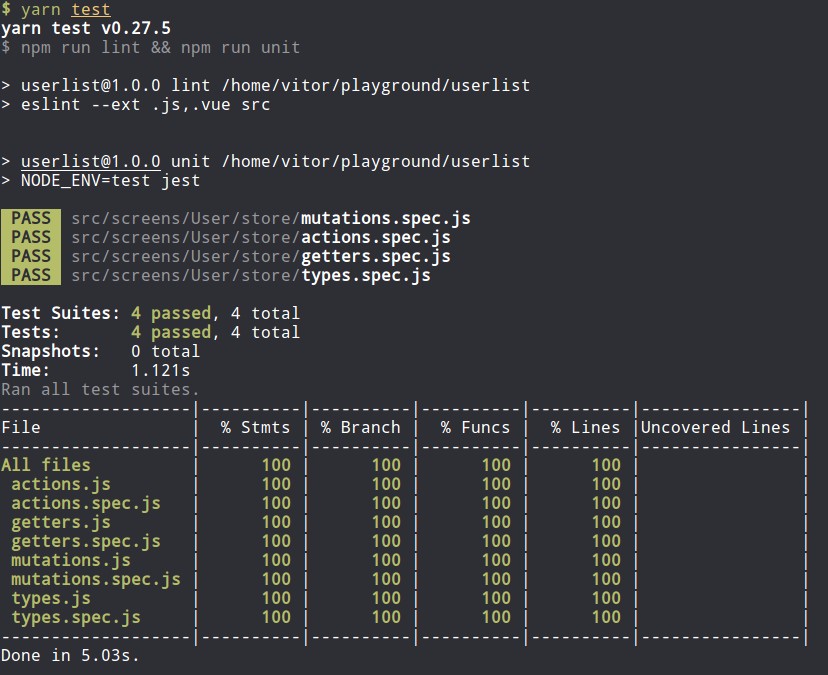 $ yarn test
yarn test v0.27.5
$ npm run lint && npm run unit
> userlist@1.0.0 lint /home/vitor/playground/userlist
> eslint --ext .js,.vue src
> userlist@1.0.0 unit /home/vitor/playground/userlist
> NODE_ENV=test jest
PASS src/screens/User/store/mutations.spec.js
PASS src/screens/User/store/actions.spec.js
PASS src/screens/User/store/getters.spec.js
PASS src/screens/User/store/types.spec.js
Test Suites: 4 passed, 4 total
Tests: 4 passed, 4 total
Snapshots: 0 total
Time: 1.121s
Ran all test suites.
-------------------|----------|----------|----------|----------|----------------|
File | % Stmts | % Branch | % Funcs | % Lines |Uncovered Lines |
-------------------|----------|----------|----------|----------|----------------|
All files | 100 | 100 | 100 | 100 | |
actions.js | 100 | 100 | 100 | 100 | |
actions.spec.js | 100 | 100 | 100 | 100 | |
getters.js | 100 | 100 | 100 | 100 | |
getters.spec.js | 100 | 100 | 100 | 100 | |
mutations.js | 100 | 100 | 100 | 100 | |
mutations.spec.js | 100 | 100 | 100 | 100 | |
types.js | 100 | 100 | 100 | 100 | |
types.spec.js | 100 | 100 | 100 | 100 | |
-------------------|----------|----------|----------|----------|----------------|
Done in 5.03s.